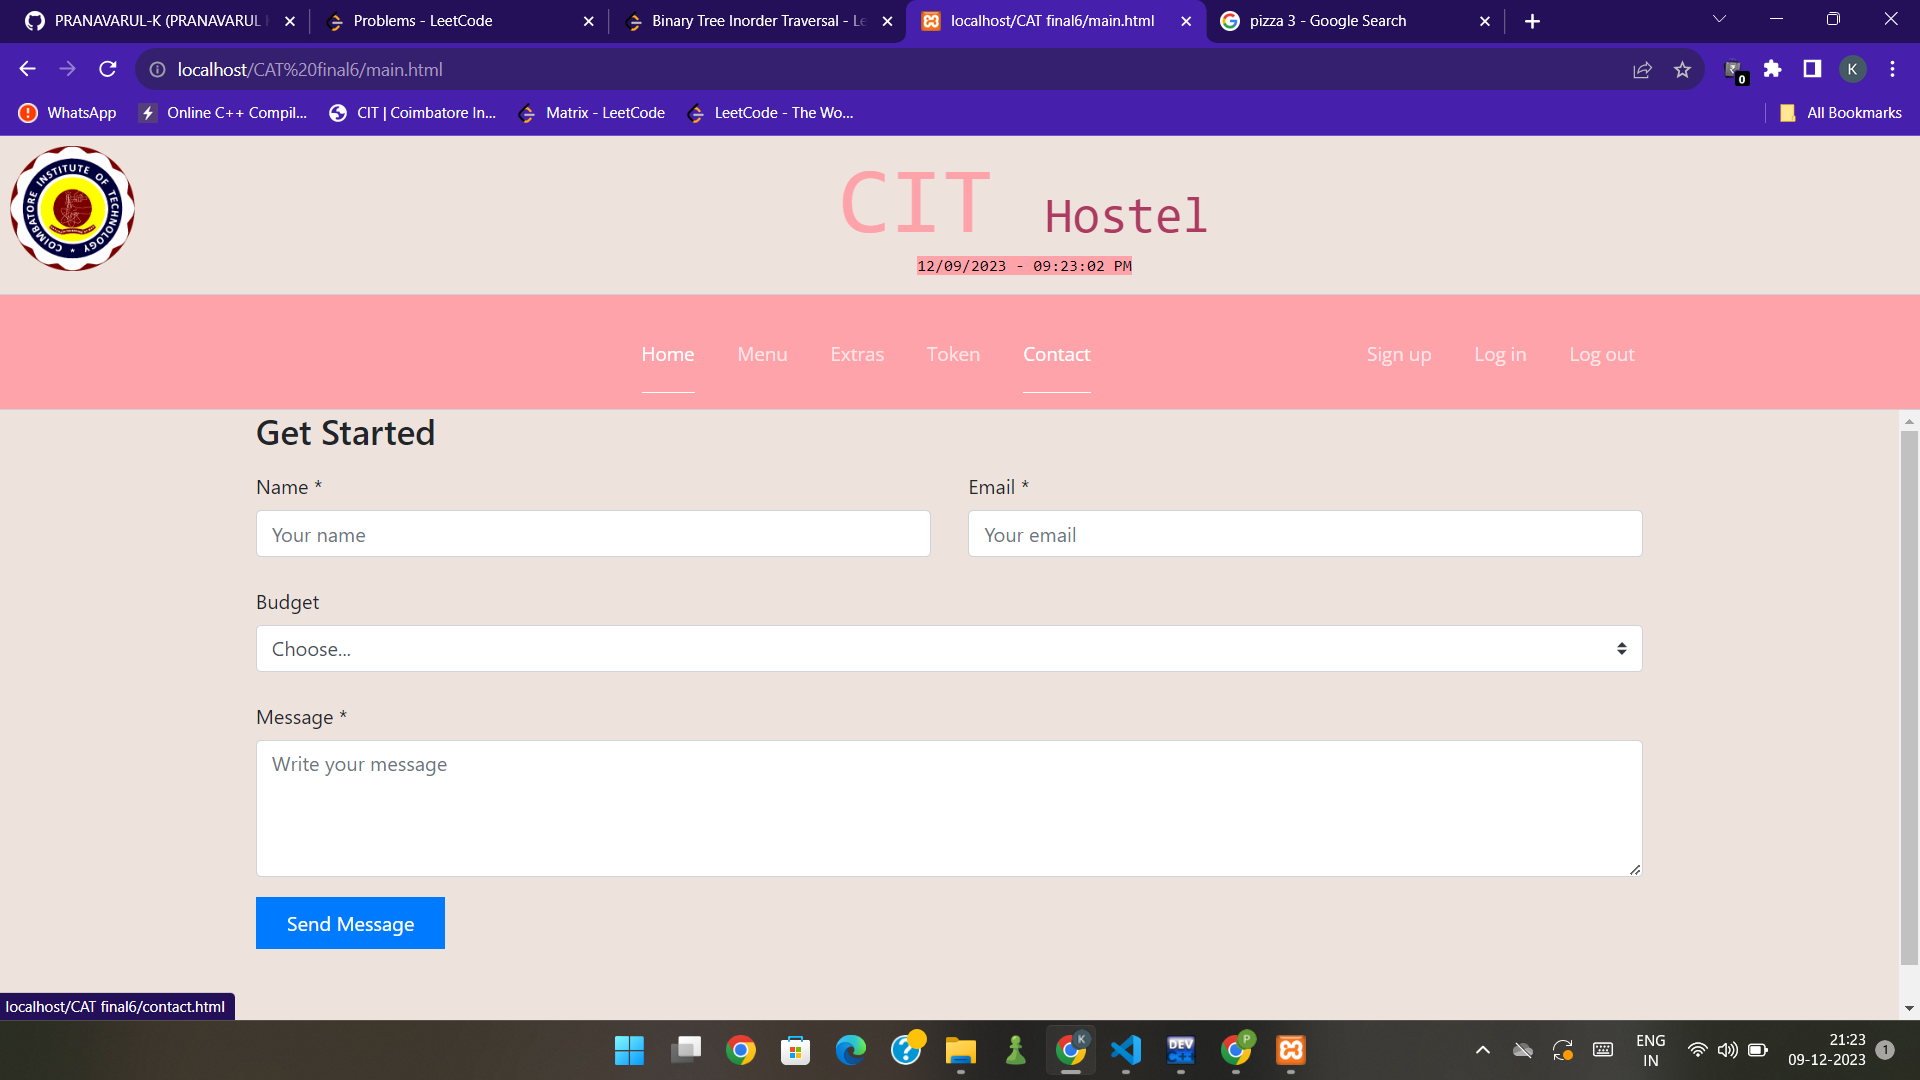 PRANAVARUL-K (PRANAVARUL
Problems - LeetCode
Binary Tree Inorder Traversal - Le
localhost/CAT final6/main.html
pizza 3 - Google Search
localhost/CAT%20final6/main.html
0
K
WhatsApp
Online C++ Compil...
CIT | Coimbatore In...
Matrix - LeetCode
LeetCode - The Wo...
All Bookmarks
COIMBATORE INSTITUTE OF TECHNOLOGY
CIT Hostel
12/09/2023 - 09:23:02 PM
Home
Menu
Extras
Token
Contact
Sign up
Log in
Log out
Get Started
Name *
Email *
Your name
Your email
Budget
Choose...
Message *
Write your message
Send Message
localhost/CAT final6/contact.html
K
DEV
C++
P
ENG
IN
21:23
09-12-2023
1